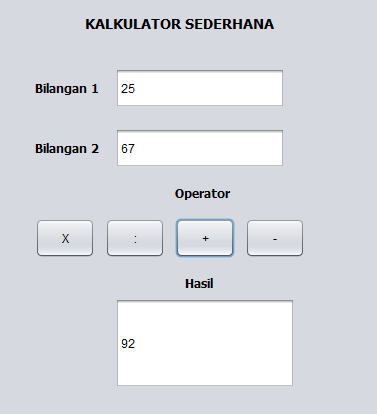 KALKULATOR SEDERHANA
Bilangan 1 25
Bilangan 2 67
Operator
X : + -
Hasil
92